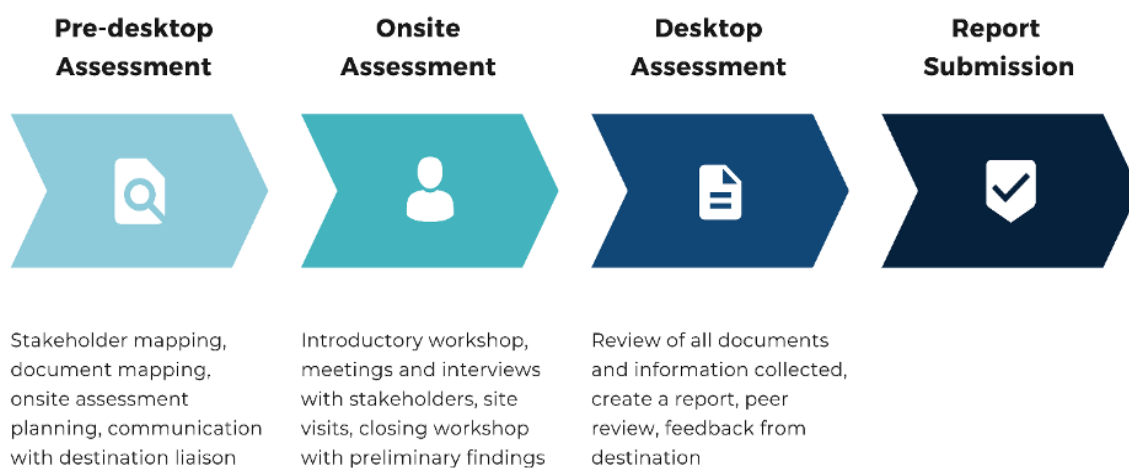 Pre-desktop
Assessment
Onsite
Assessment
Desktop
Assessment
Report
Submission
Stakeholder mapping,
document mapping,
onsite assessment
planning, communication
with destination liaison
Introductory workshop,
meetings and interviews
with stakeholders, site
visits, closing workshop
with preliminary findings
Review of all documents
and information collected,
create a report, peer
review, feedback from
destination